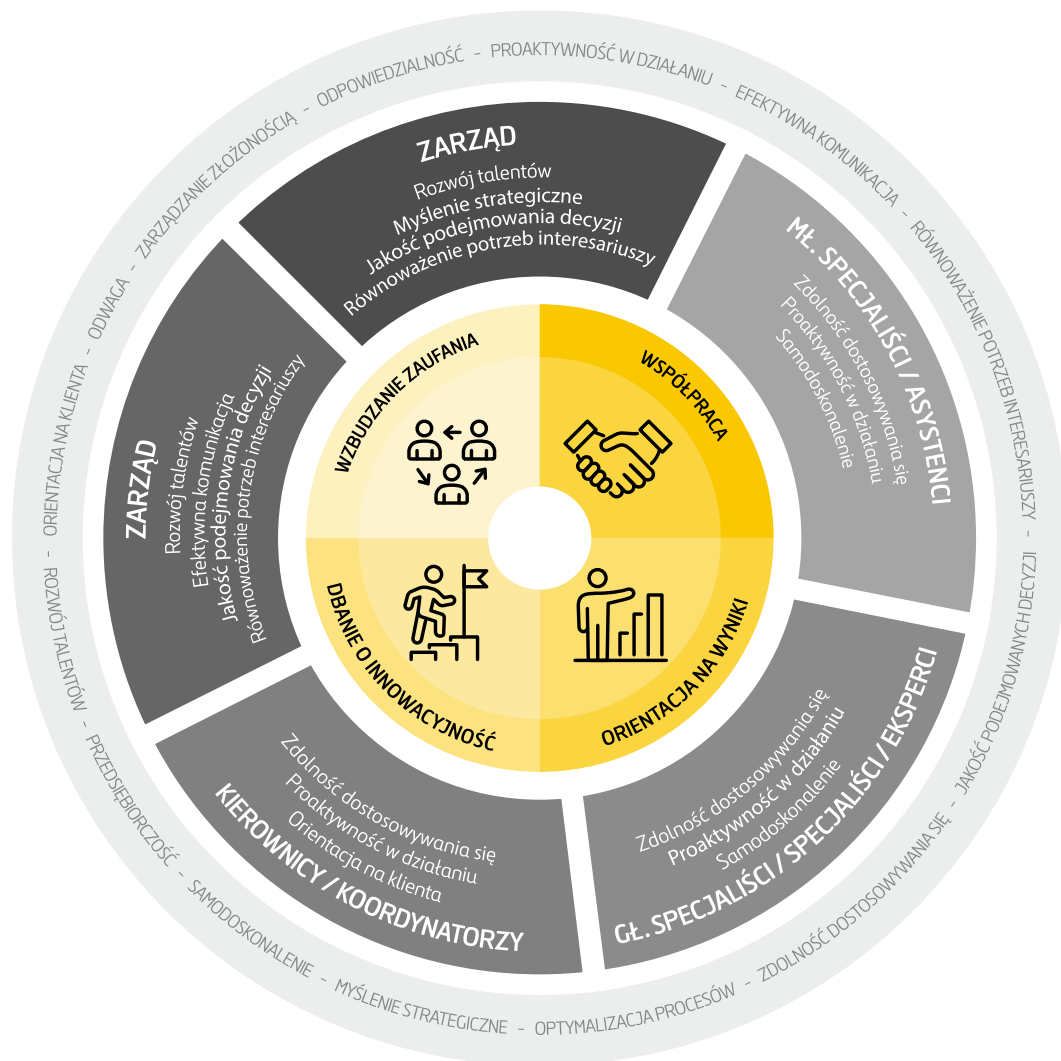 ODPOWIEDZIALNOŚĆ - PROAKTYWNOŚĆ W DZIAŁANIU - EFEKTYWNA KOMUNIKACJA - RÓWNOWAŻENIE POTRZEB INTERESARIUSZY - JAKOŚĆ PODEJMOWANYCH DECYZJI - ZDOLNOŚĆ DOSTOSOWYWANIA SIĘ - OPTYMALIZACJA PROCESÓW - MYŚLENIE STRATEGICZNE - SAMODOSKONALENIE - PRZEDSIĘBIORCZOŚĆ - ROZWÓJ TALENTÓW - ORIENTACJA NA KLIENTA - ODWAGA - ZARZĄDZANIE ZŁOŻONOŚCIĄ -
ZARZĄD
Rozwój talentów
Myślenie strategiczne
Jakość podejmowania decyzji
Równoważenie potrzeb interesariuszy
MŁ. SPECJALIŚCI / ASYSTENCI
Zdolność dostosowywania się
Proaktywność w działaniu
Samodoskonalenie
Zdolność dostosowywania się
Proaktywność w działaniu
Samodoskonalenie
GŁ. SPECJALIŚCI / SPECJALIŚCI / EKSPERCI
Zdolność dostosowywania się
Proaktywność w działaniu
Orientacja na klienta
KIEROWNICY / KOORDYNATORZY
ZARZĄD
Rozwój talentów
Efektywna komunikacja
Jakość podejmowania decyzji
Równoważenie potrzeb interesariuszy
WZBUDZANIE ZAUFANIA
WSPÓŁPRACA
ORIENTACJA NA WYNIKI
DBANIE O INNOWACYJNOŚĆ